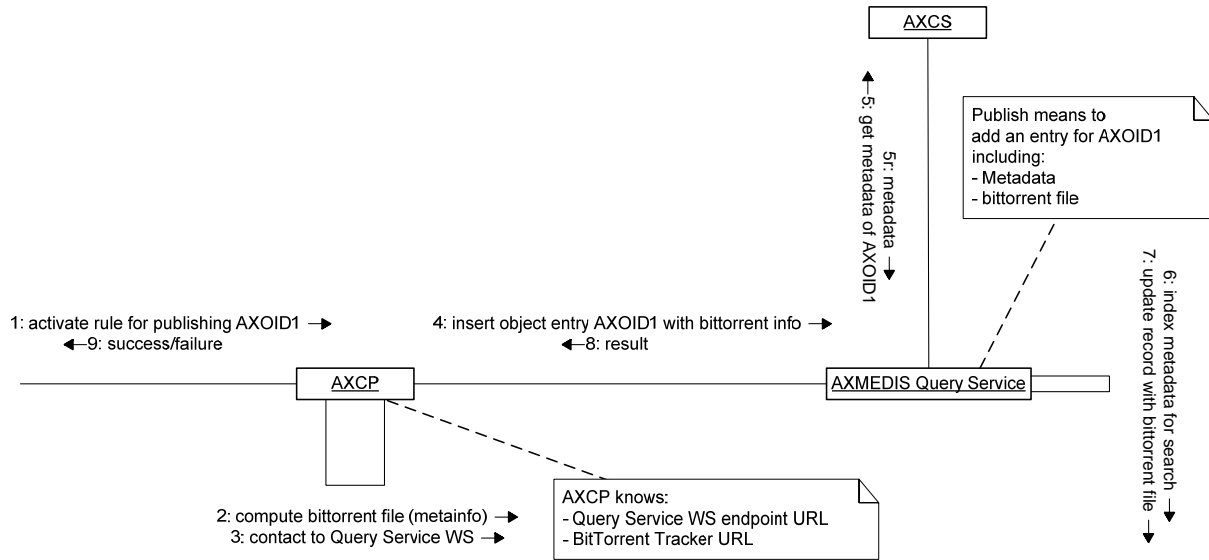 AXCS
5: get metadata of AXOID1
5r: metadata
Publish means to
add an entry for AXOID1
including:
- Metadata
- bittorrent file
6: index metadata for search
7: update record with bittorrent file
1: activate rule for publishing AXOID1
9: success/failure
4: insert object entry AXOID1 with bittorrent info
8: result
AXCP
AXMEDIS Query Service
2: compute bittorrent file (metainfo)
3: contact to Query Service WS
AXCP knows:
- Query Service WS endpoint URL
- BitTorrent Tracker URL